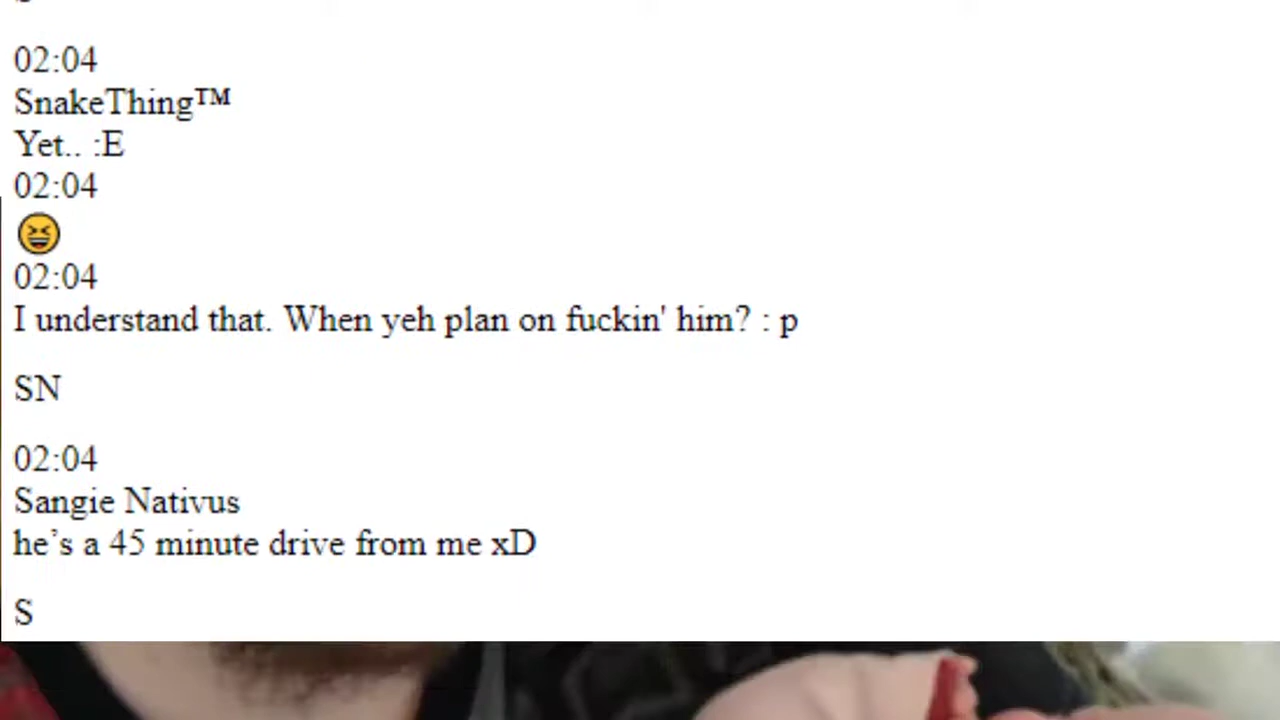 02:04
SnakeThing™
Yet.. :E
02:04
😆
02:04
I understand that. When yeh plan on fuckin' him? : p
SN
02:04
Sangie Nativus
he’s a 45 minute drive from me xD
S